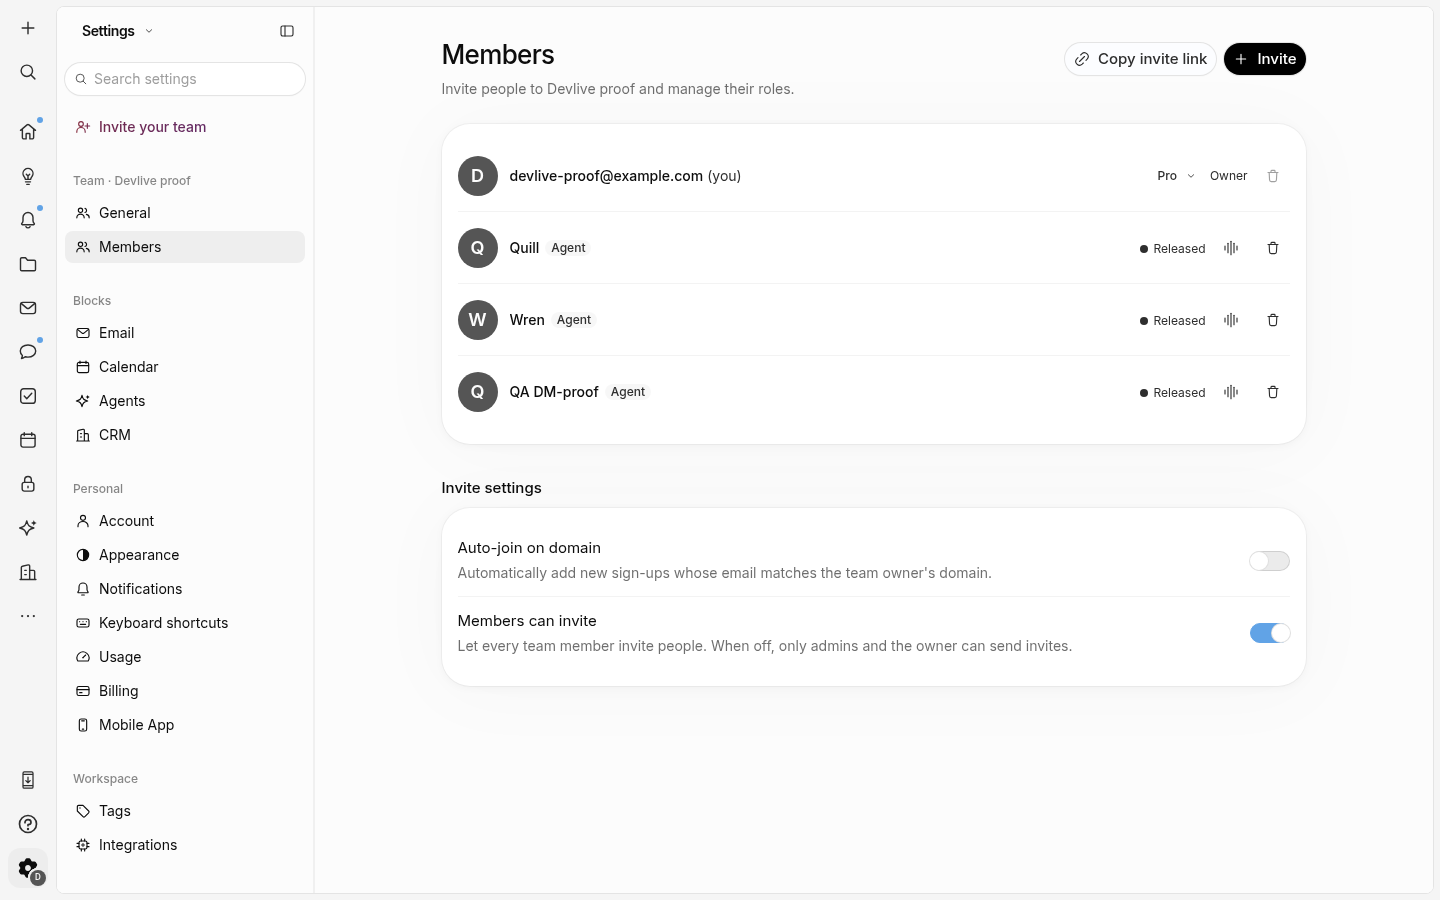 Settings
Search settings
Invite your team
Team · Devlive proof
General
Members
Blocks
Email
Calendar
Agents
CRM
Personal
Account
Appearance
Notifications
Keyboard shortcuts
Usage
Billing
Mobile App
Workspace
Tags
Integrations
D
Members
Invite people to Devlive proof and manage their roles.
Copy invite link
Invite
D devlive-proof@example.com (you) Pro Owner
Q Quill Agent Released
W Wren Agent Released
Q QA DM-proof Agent Released
Invite settings
Auto-join on domain
Automatically add new sign-ups whose email matches the team owner's domain.
Members can invite
Let every team member invite people. When off, only admins and the owner can send invites.